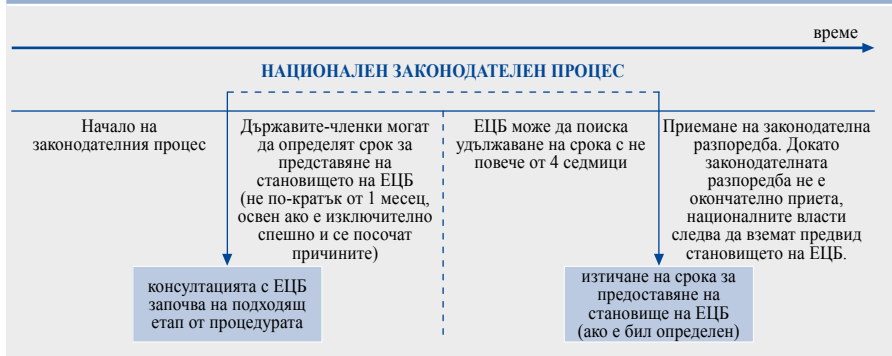 време
НАЦИОНАЛЕН ЗАКОНОДАТЕЛЕН ПРОЦЕС
Начало на
законодателния процес
Държавите-членки могат
да определят срок за
представяне на
становището на ЕЦБ
(не по-кратък от 1 месец,
освен ако е изключително
спешно и се посочат
причините)
ЕЦБ може да поиска
удължаване на срока с не
повече от 4 седмици
Приемане на законодателна
разпоредба. Докато
законодателната
разпоредба не е
окончателно приета,
националните власти
следва да вземат предвид
становището на ЕЦБ.
консултацията с ЕЦБ
започва на подходящ
етап от процедурата
изтичане на срока за
предоставяне на
становище на ЕЦБ
(ако е бил определен)